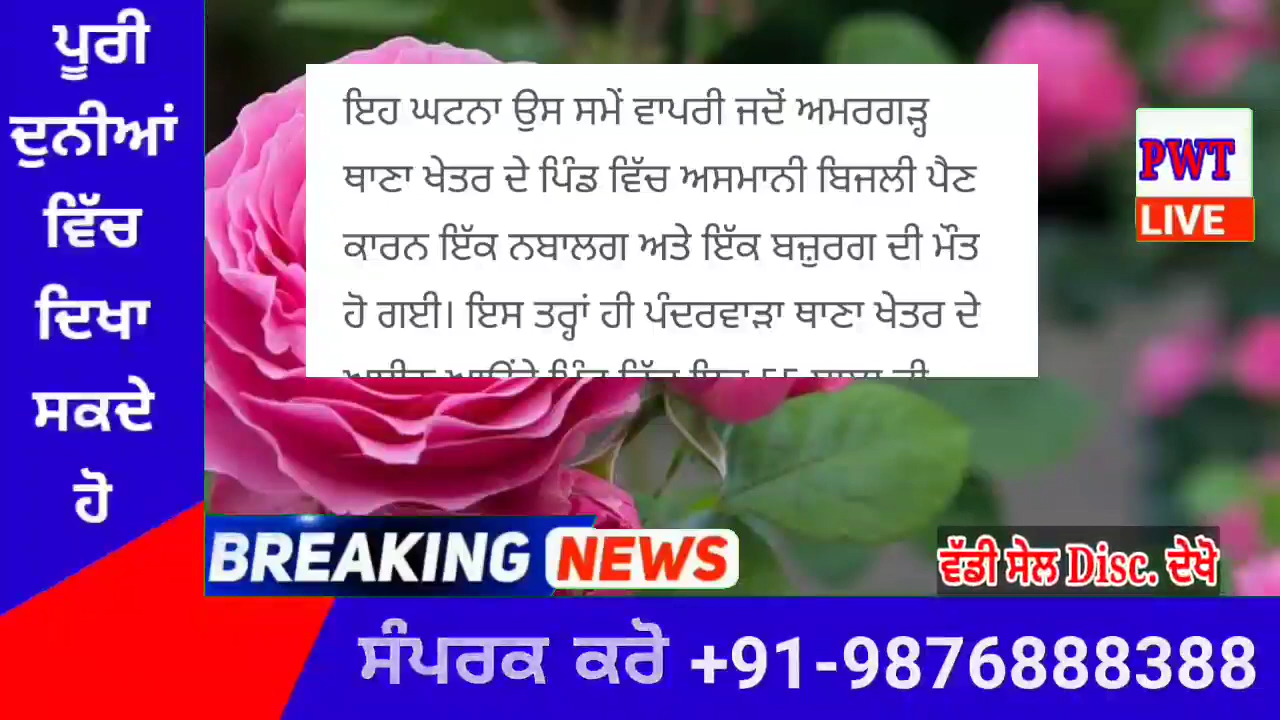 ਪੂਰੀ
ਦੁਨੀਆਂ
ਵਿੱਚ
ਦਿਖਾ
ਸਕਦੇ
ਹੋ
ਇਹ ਘਟਨਾ ਉਸ ਸਮੇਂ ਵਾਪਰੀ ਜਦੋਂ ਅਮਰਗੜ੍ਹ
ਥਾਣਾ ਖੇਤਰ ਦੇ ਪਿੰਡ ਵਿੱਚ ਅਸਮਾਨੀ ਬਿਜਲੀ ਪੈਣ
ਕਾਰਨ ਇੱਕ ਨਬਾਲਗ ਅਤੇ ਇੱਕ ਬਜ਼ੁਰਗ ਦੀ ਮੌਤ
ਹੋ ਗਈ। ਇਸ ਤਰ੍ਹਾਂ ਹੀ ਪੰਦਰਵਾੜਾ ਥਾਣਾ ਖੇਤਰ ਦੇ
PWT
LIVE
BREAKING NEWS
ਵੱਡੀ ਸੇਲ Disc. ਦੇਖੋ
ਸੰਪਰਕ ਕਰੋ +91-9876888388